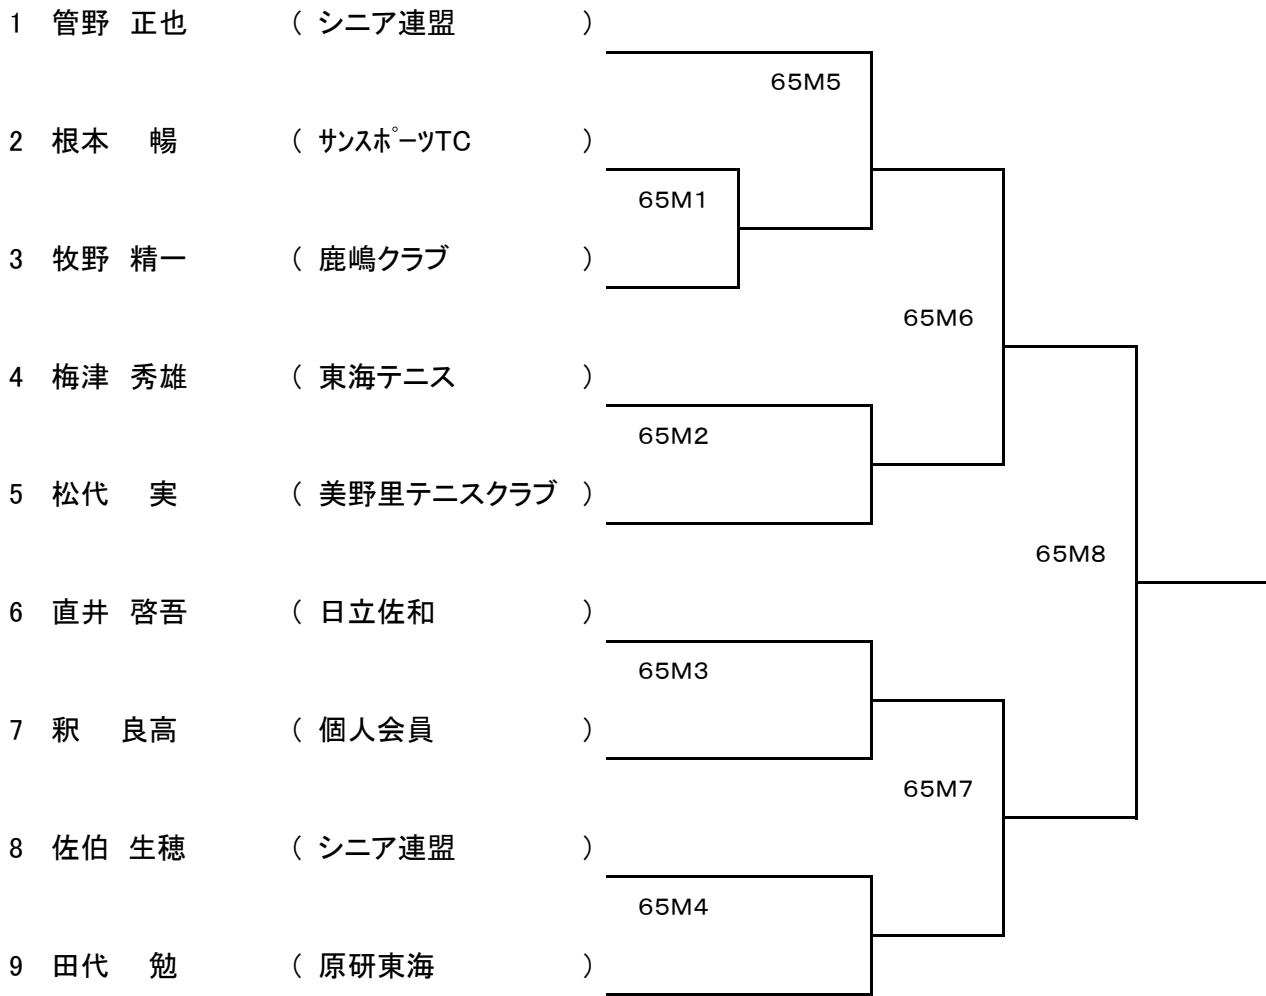 1 管野 正也 ( シニア連盟 )
65M5
2 根本 暢 ( ｻﾝｽﾎﾟｰﾂTC )
65M1
3 牧野 精一 ( 鹿嶋クラブ )
65M6
4 梅津 秀雄 ( 東海テニス )
65M2
5 松代 実 ( 美野里テニスクラブ )
65M8
6 直井 啓吾 ( 日立佐和 )
65M3
7 釈 良高 ( 個人会員 )
65M7
8 佐伯 生穂 ( シニア連盟 )
65M4
9 田代 勉 ( 原研東海 )